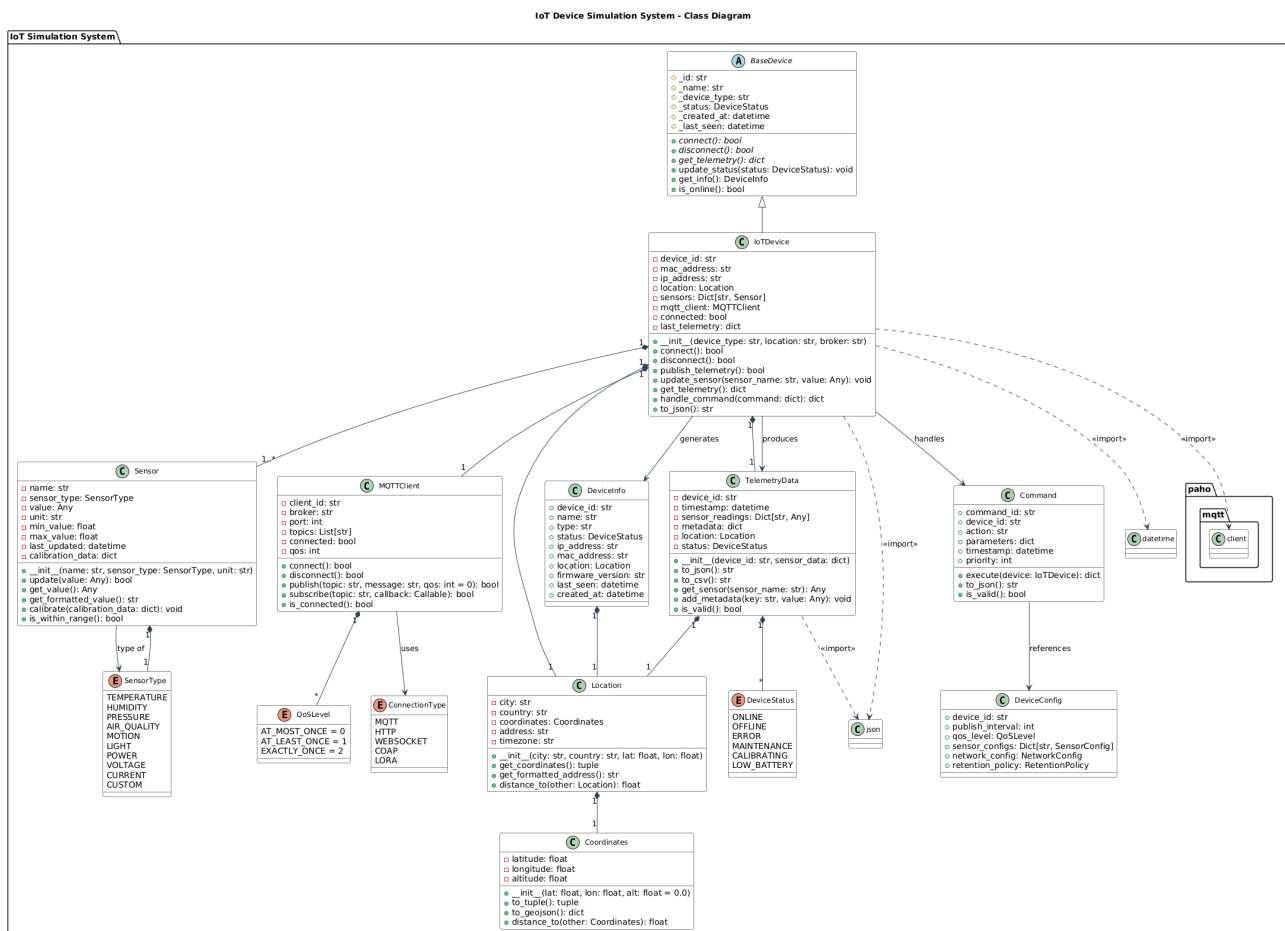 IoT Device Simulation System - Class Diagram
IoT Simulation System
A BaseDevice
_id: str
_name: str
_device_type: str
_status: DeviceStatus
_created_at: datetime
_last_seen: datetime
connect(): bool
disconnect(): bool
get_telemetry(): dict
update_status(status: DeviceStatus): void
get_info(): DeviceInfo
is_online(): bool
C IoTDevice
device_id: str
mac_address: str
ip_address: str
location: Location
sensors: Dict[str, Sensor]
mqtt_client: MQTTClient
connected: bool
last_telemetry: dict
__init__(device_type: str, location: str, broker: str)
connect(): bool
disconnect(): bool
publish_telemetry(): bool
update_sensor(sensor_name: str, value: Any): void
get_telemetry(): dict
handle_command(command: dict): dict
to_json(): str
1
1
1
1
generates
produces
handles
«import»
«import»
«import»
1..*
1
1
C Sensor
name: str
sensor_type: SensorType
value: Any
unit: str
min_value: float
max_value: float
last_updated: datetime
calibration_data: dict
__init__(name: str, sensor_type: SensorType, unit: str)
update(value: Any): bool
get_value(): Any
get_formatted_value(): str
calibrate(calibration_data: dict): void
is_within_range(): bool
C MQTTClient
client_id: str
broker: str
port: int
topics: List[str]
connected: bool
qos: int
connect(): bool
disconnect(): bool
publish(topic: str, message: str, qos: int = 0): bool
subscribe(topic: str, callback: Callable): bool
is_connected(): bool
C DeviceInfo
device_id: str
name: str
type: str
status: DeviceStatus
ip_address: str
mac_address: str
location: Location
firmware_version: str
last_seen: datetime
created_at: datetime
C TelemetryData
device_id: str
timestamp: datetime
sensor_readings: Dict[str, Any]
metadata: dict
location: Location
status: DeviceStatus
__init__(device_id: str, sensor_data: dict)
to_json(): str
to_csv(): str
get_sensor(sensor_name: str): Any
add_metadata(key: str, value: Any): void
is_valid(): bool
C Command
command_id: str
device_id: str
action: str
parameters: dict
timestamp: datetime
priority: int
execute(device: IoTDevice): dict
to_json(): str
is_valid(): bool
C datetime
paho
mqtt
C client
type of
1
1
1
*
uses
1
1
1
1
1
1
*
«import»
references
E SensorType
TEMPERATURE
HUMIDITY
PRESSURE
AIR_QUALITY
MOTION
LIGHT
POWER
VOLTAGE
CURRENT
CUSTOM
E QoSLevel
AT_MOST_ONCE = 0
AT_LEAST_ONCE = 1
EXACTLY_ONCE = 2
E ConnectionType
MQTT
HTTP
WEBSOCKET
COAP
LORA
C Location
city: str
country: str
coordinates: Coordinates
address: str
timezone: str
__init__(city: str, country: str, lat: float, lon: float)
get_coordinates(): tuple
get_formatted_address(): str
distance_to(other: Location): float
E DeviceStatus
ONLINE
OFFLINE
ERROR
MAINTENANCE
CALIBRATING
LOW_BATTERY
C json
C DeviceConfig
device_id: str
publish_interval: int
qos_level: QoSLevel
sensor_configs: Dict[str, SensorConfig]
network_config: NetworkConfig
retention_policy: RetentionPolicy
1
1
C Coordinates
latitude: float
longitude: float
altitude: float
__init__(lat: float, lon: float, alt: float = 0.0)
to_tuple(): tuple
to_geojson(): dict
distance_to(other: Coordinates): float